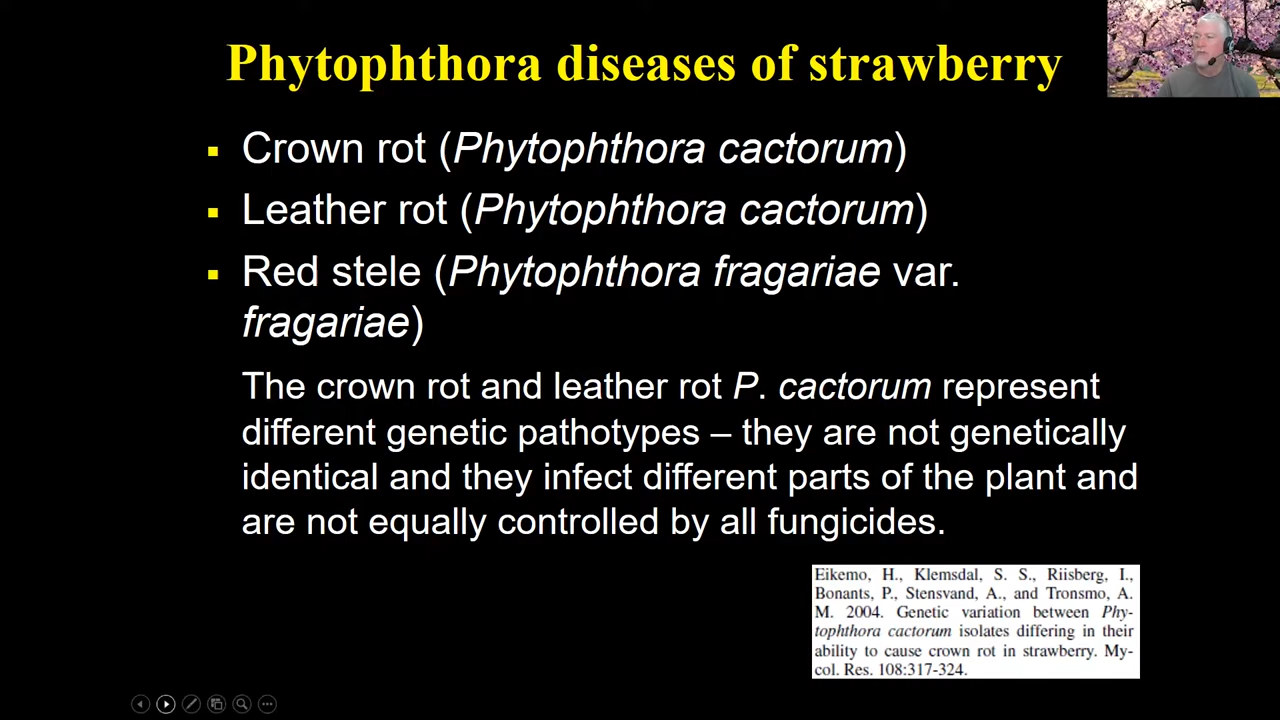 Phytophthora diseases of strawberry
Crown rot (Phytophthora cactorum)
Leather rot (Phytophthora cactorum)
Red stele (Phytophthora fragariae var.
fragariae)
The crown rot and leather rot P. cactorum represent
different genetic pathotypes – they are not genetically
identical and they infect different parts of the plant and
are not equally controlled by all fungicides.
Eikemo, H., Klemsdal, S. S., Riisberg, I.,
Bonants, P., Stensvand, A., and Tronsmo, A.
M. 2004. Genetic variation between Phy-
tophthora cactorum isolates differing in their
ability to cause crown rot in strawberry. My-
col. Res. 108:317-324.